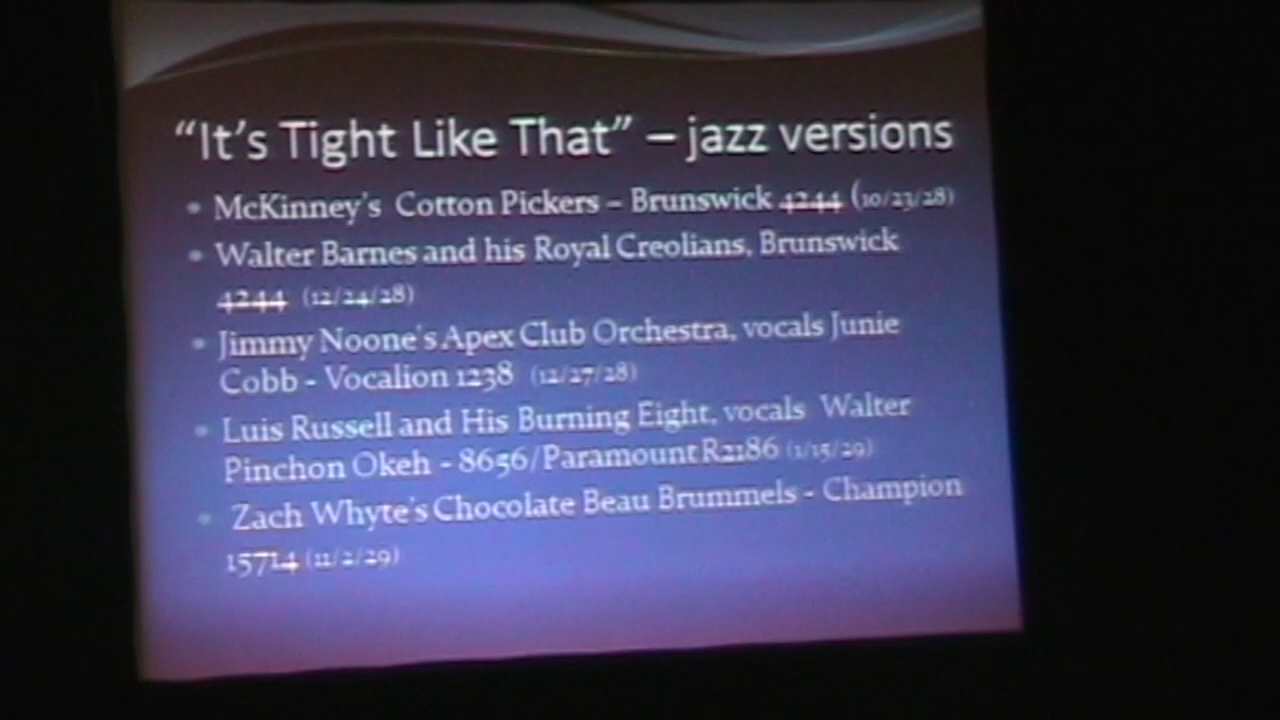 “It’s Tight Like That” – jazz versions
• McKinney's Cotton Pickers – Brunswick 4244 (10/23/28)
• Walter Barnes and his Royal Creolians, Brunswick
4244 (12/24/28)
• Jimmy Noone's Apex Club Orchestra, vocals Junie
Cobb - Vocalion 1238 (12/27/28)
• Luis Russell and His Burning Eight, vocals Walter
Pinchon Okeh - 8656/Paramount R2186 (1/15/29)
• Zach Whyte's Chocolate Beau Brummels - Champion
15714 (11/2/29)